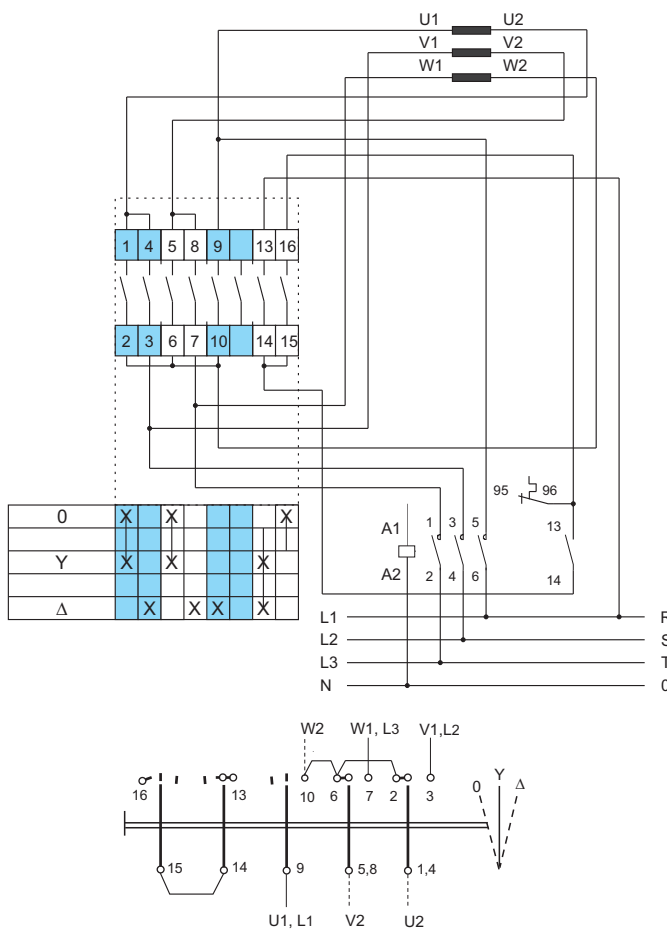 U1 U2
V1 V2
W1 W2
1 4 5 8 9 13 16
2 3 6 7 10 14 15
95 96
0 X X X
A1 1 3 5 13
Y X X X
A2 2 4 6 14
Δ X X X X
L1 R
L2 S
L3 T
N 0
W2 W1, L3 V1,L2
0 Y Δ
16 13 10 6 7 2 3
15 14 9 5,8 1,4
U1, L1 V2 U2